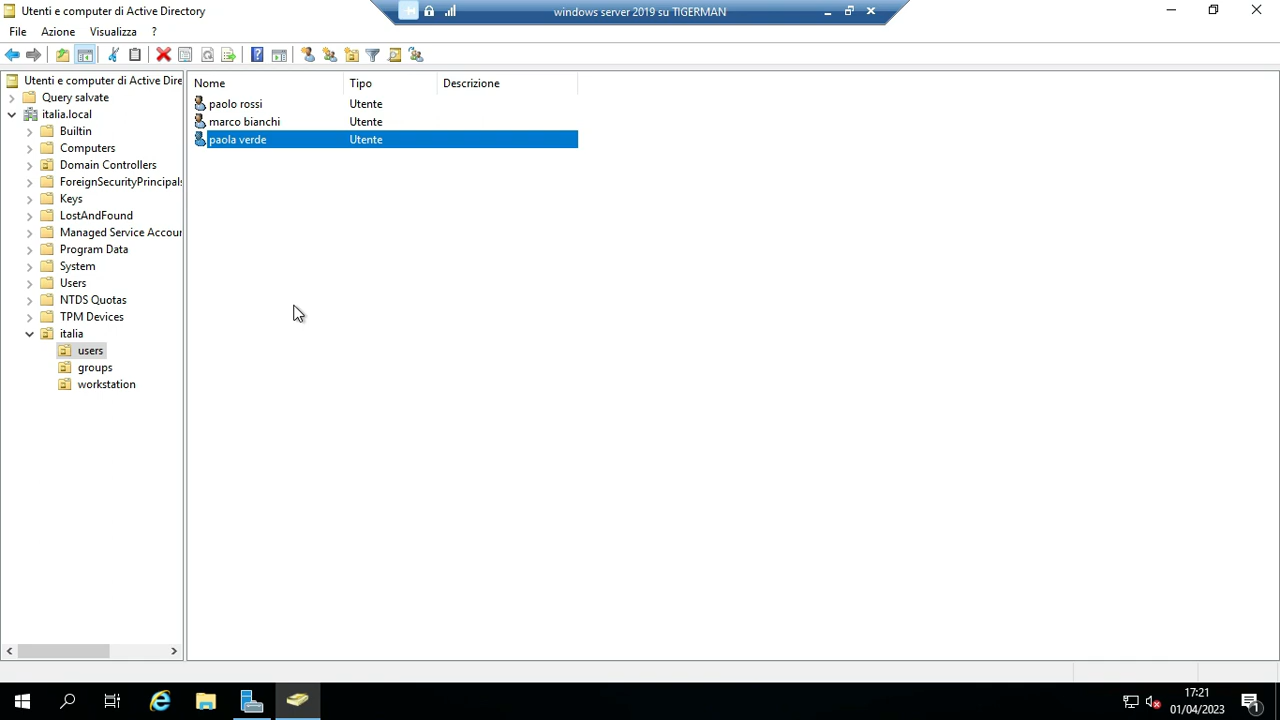 Utenti e computer di Active Directory
windows server 2019 su TIGERMAN
File Azione Visualizza ?
Utenti e computer di Active Dire
Query salvate
italia.local
Builtin
Computers
Domain Controllers
ForeignSecurityPrincipals
Keys
LostAndFound
Managed Service Accour
Program Data
System
Users
NTDS Quotas
TPM Devices
italia
users
groups
workstation
Nome Tipo Descrizione
paolo rossi Utente
marco bianchi Utente
paola verde Utente
17:21
01/04/2023
1